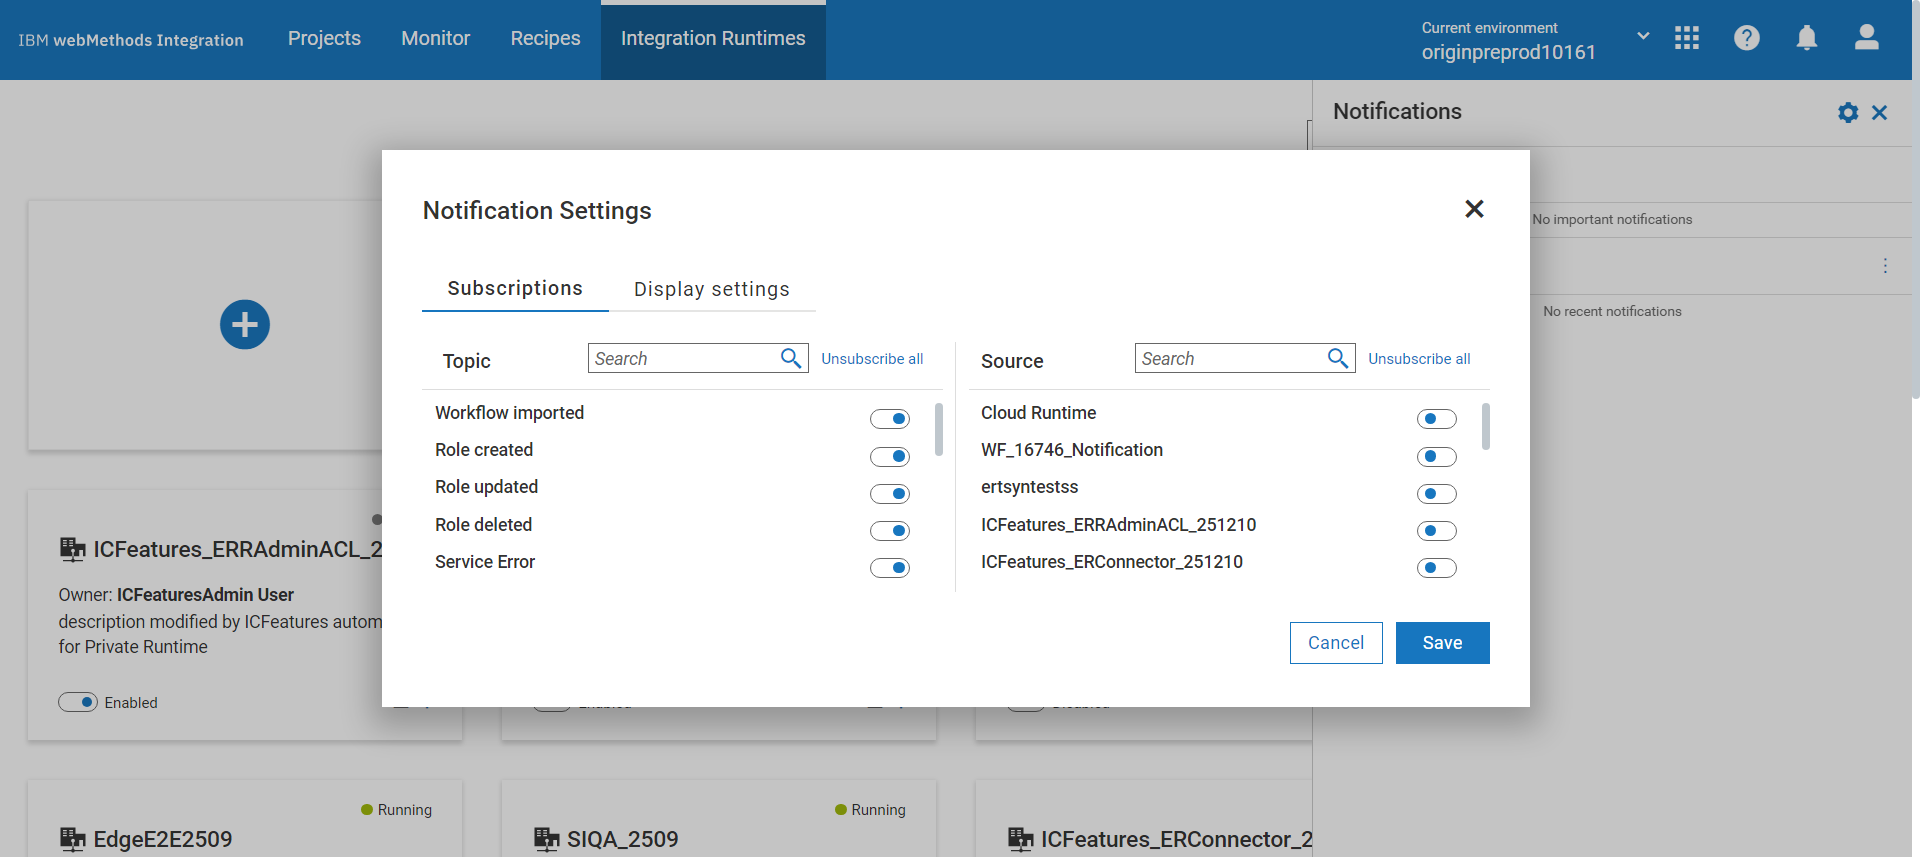 IBM webMethods Integration
Projects
Monitor
Recipes
Integration Runtimes
Current environment
originpreprod10161
Notifications
No important notifications
No recent notifications
Notification Settings
Subscriptions
Display settings
Topic
Search
Unsubscribe all
Workflow imported
Role created
Role updated
Role deleted
Service Error
Source
Search
Unsubscribe all
Cloud Runtime
WF_16746_Notification
ertsyntestss
ICFeatures_ERRAdminACL_251210
ICFeatures_ERConnector_251210
Cancel
Save
ICFeatures_ERRAdminACL_2
Owner: ICFeaturesAdmin User
description modified by ICFeatures autom
for Private Runtime
Enabled
Running
EdgeE2E2509
Running
SIQA_2509
ICFeatures_ERConnector_2